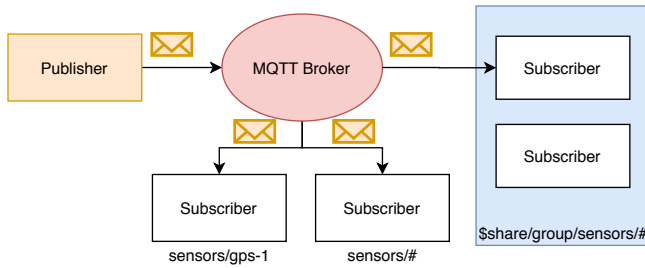 Publisher
MQTT Broker
Subscriber
Subscriber
$share/group/sensors/#
Subscriber
sensors/gps-1
Subscriber
sensors/#